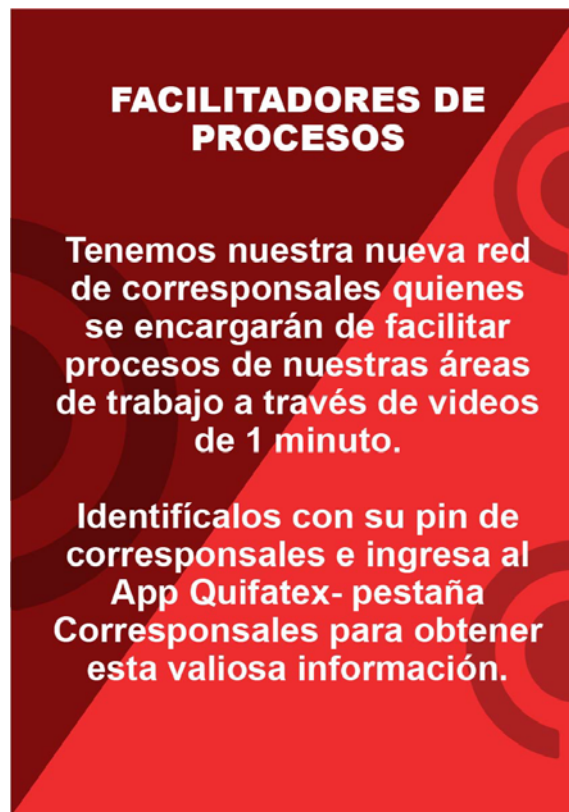 FACILITADORES DE
PROCESOS
Tenemos nuestra nueva red
de corresponsales quienes
se encargarán de facilitar
procesos de nuestras áreas
de trabajo a través de videos
de 1 minuto.
Identifícalos con su pin de
corresponsales e ingresa al
App Quifatex- pestaña
Corresponsales para obtener
esta valiosa información.